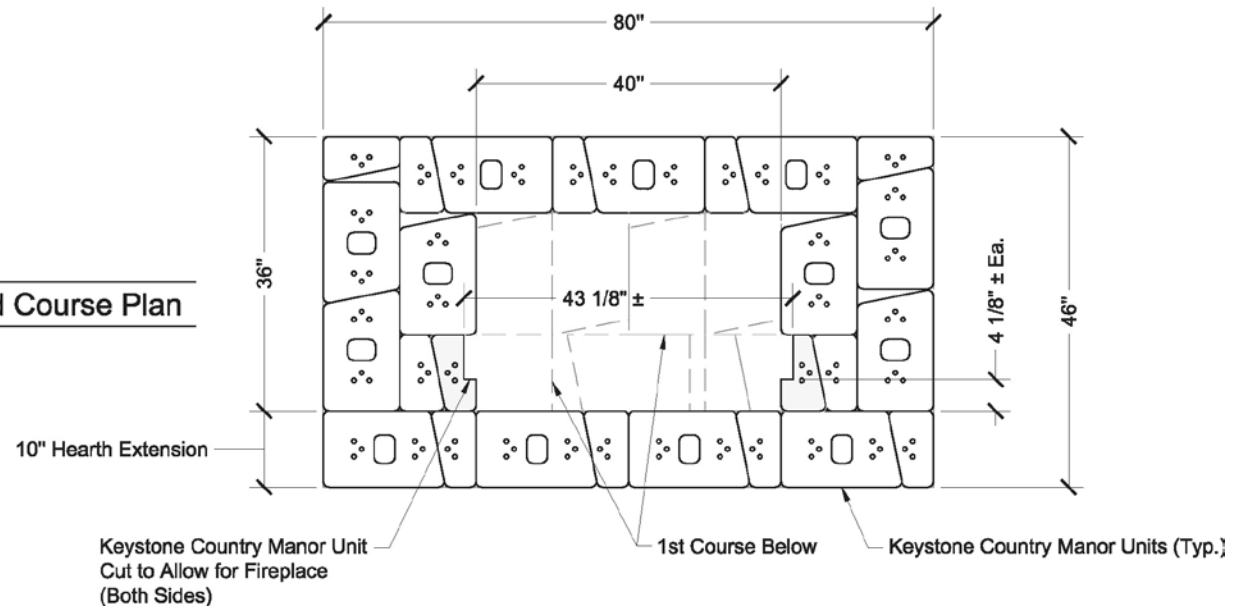 80"
40"
36"
43 1/8" ±
4 1/8" ± Ea.
46"
Course Plan
10" Hearth Extension
Keystone Country Manor Unit
Cut to Allow for Fireplace
(Both Sides)
1st Course Below
Keystone Country Manor Units (Typ.)